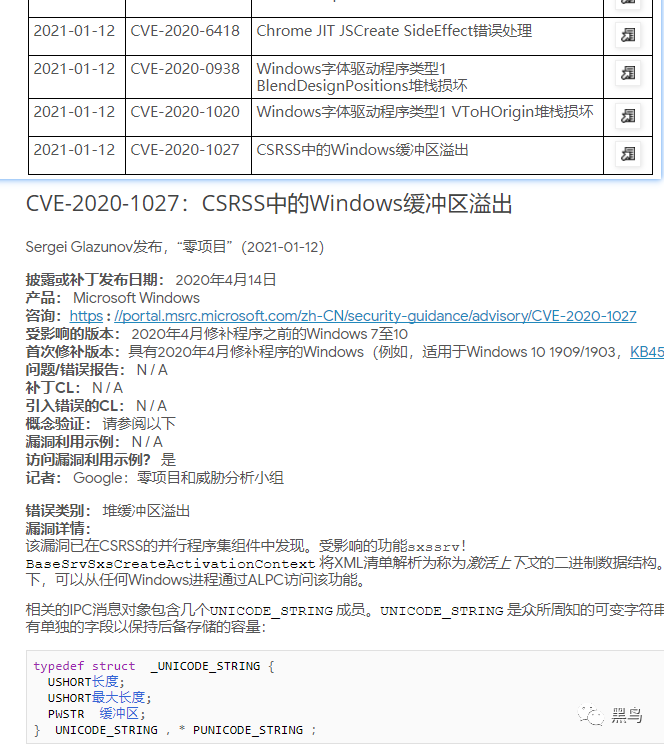 2021-01-12 CVE-2020-6418 Chrome JIT JSCreate SideEffect错误处理
2021-01-12 CVE-2020-0938 Windows字体驱动程序类型1
BlendDesignPositions堆栈损坏
2021-01-12 CVE-2020-1020 Windows字体驱动程序类型1 VToHOrigin堆栈损坏
2021-01-12 CVE-2020-1027 CSRSS中的Windows缓冲区溢出
CVE-2020-1027：CSRSS中的Windows缓冲区溢出
Sergei Glazunov发布，“零项目”（2021-01-12）
披露或补丁发布日期： 2020年4月14日
产品： Microsoft Windows
咨询：https：//portal.msrc.microsoft.com/zh-CN/security-guidance/advisory/CVE-2020-1027
受影响的版本： 2020年4月修补程序之前的Windows 7至10
首次修补版本：具有2020年4月修补程序的Windows（例如，适用于Windows 10 1909/1903，KB45
问题/错误报告： N / A
补丁CL： N / A
引入错误的CL： N / A
概念验证： 请参阅以下
漏洞利用示例： N / A
访问漏洞利用示例？ 是
记者： Google：零项目和威胁分析小组
错误类别： 堆缓冲区溢出
漏洞详情：
该漏洞已在CSRSS的并行程序集组件中发现。受影响的功能sxssrv！
BaseSrvSxsCreateActivationContext 将XML清单解析为称为激活上下文的二进制数据结构。
下，可以从任何Windows进程通过ALPC访问该功能。
相关的IPC消息对象包含几个UNICODE_STRING 成员。UNICODE_STRING 是众所周知的可变字符串
有单独的字段以保持后备存储的容量：
typedef struct _UNICODE_STRING {
USHORT长度;
USHORT最大长度;
PWSTR 缓冲区;
} UNICODE_STRING ，* PUNICODE_STRING ;
黑鸟